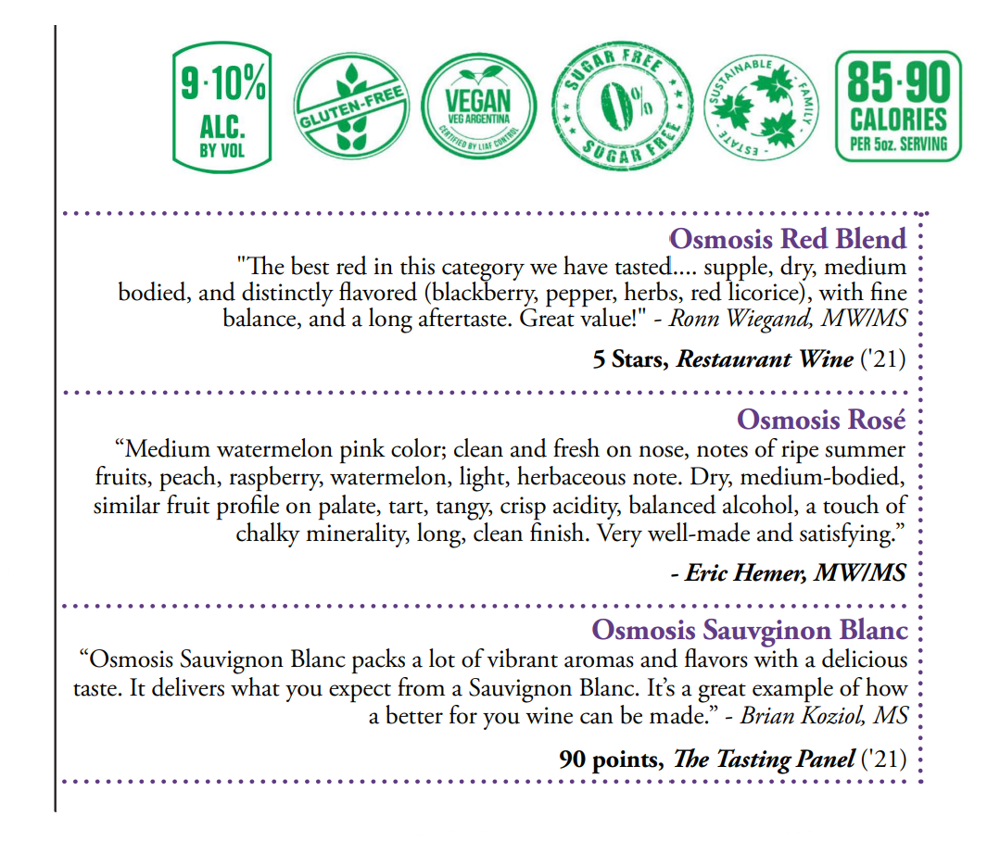 9·10%
ALC.
BY VOL
GLUTEN-FREE
VEGAN
VEG ARGENTINA
CERTIFIED BY LIAF CONTROL
SUGAR FREE
0%
SUGAR FREE
SUSTAINABLE · FAMILY · ESTATE ·
85·90
CALORIES
PER 5oz. SERVING
Osmosis Red Blend
"The best red in this category we have tasted.... supple, dry, medium
bodied, and distinctly flavored (blackberry, pepper, herbs, red licorice), with fine
balance, and a long aftertaste. Great value!" - Ronn Wiegand, MW/MS
5 Stars, Restaurant Wine ('21)
Osmosis Rosé
“Medium watermelon pink color; clean and fresh on nose, notes of ripe summer
fruits, peach, raspberry, watermelon, light, herbaceous note. Dry, medium-bodied,
similar fruit profile on palate, tart, tangy, crisp acidity, balanced alcohol, a touch of
chalky minerality, long, clean finish. Very well-made and satisfying.”
- Eric Hemer, MW/MS
Osmosis Sauvginon Blanc
“Osmosis Sauvignon Blanc packs a lot of vibrant aromas and flavors with a delicious
taste. It delivers what you expect from a Sauvignon Blanc. It’s a great example of how
a better for you wine can be made.” - Brian Koziol, MS
90 points, The Tasting Panel ('21)